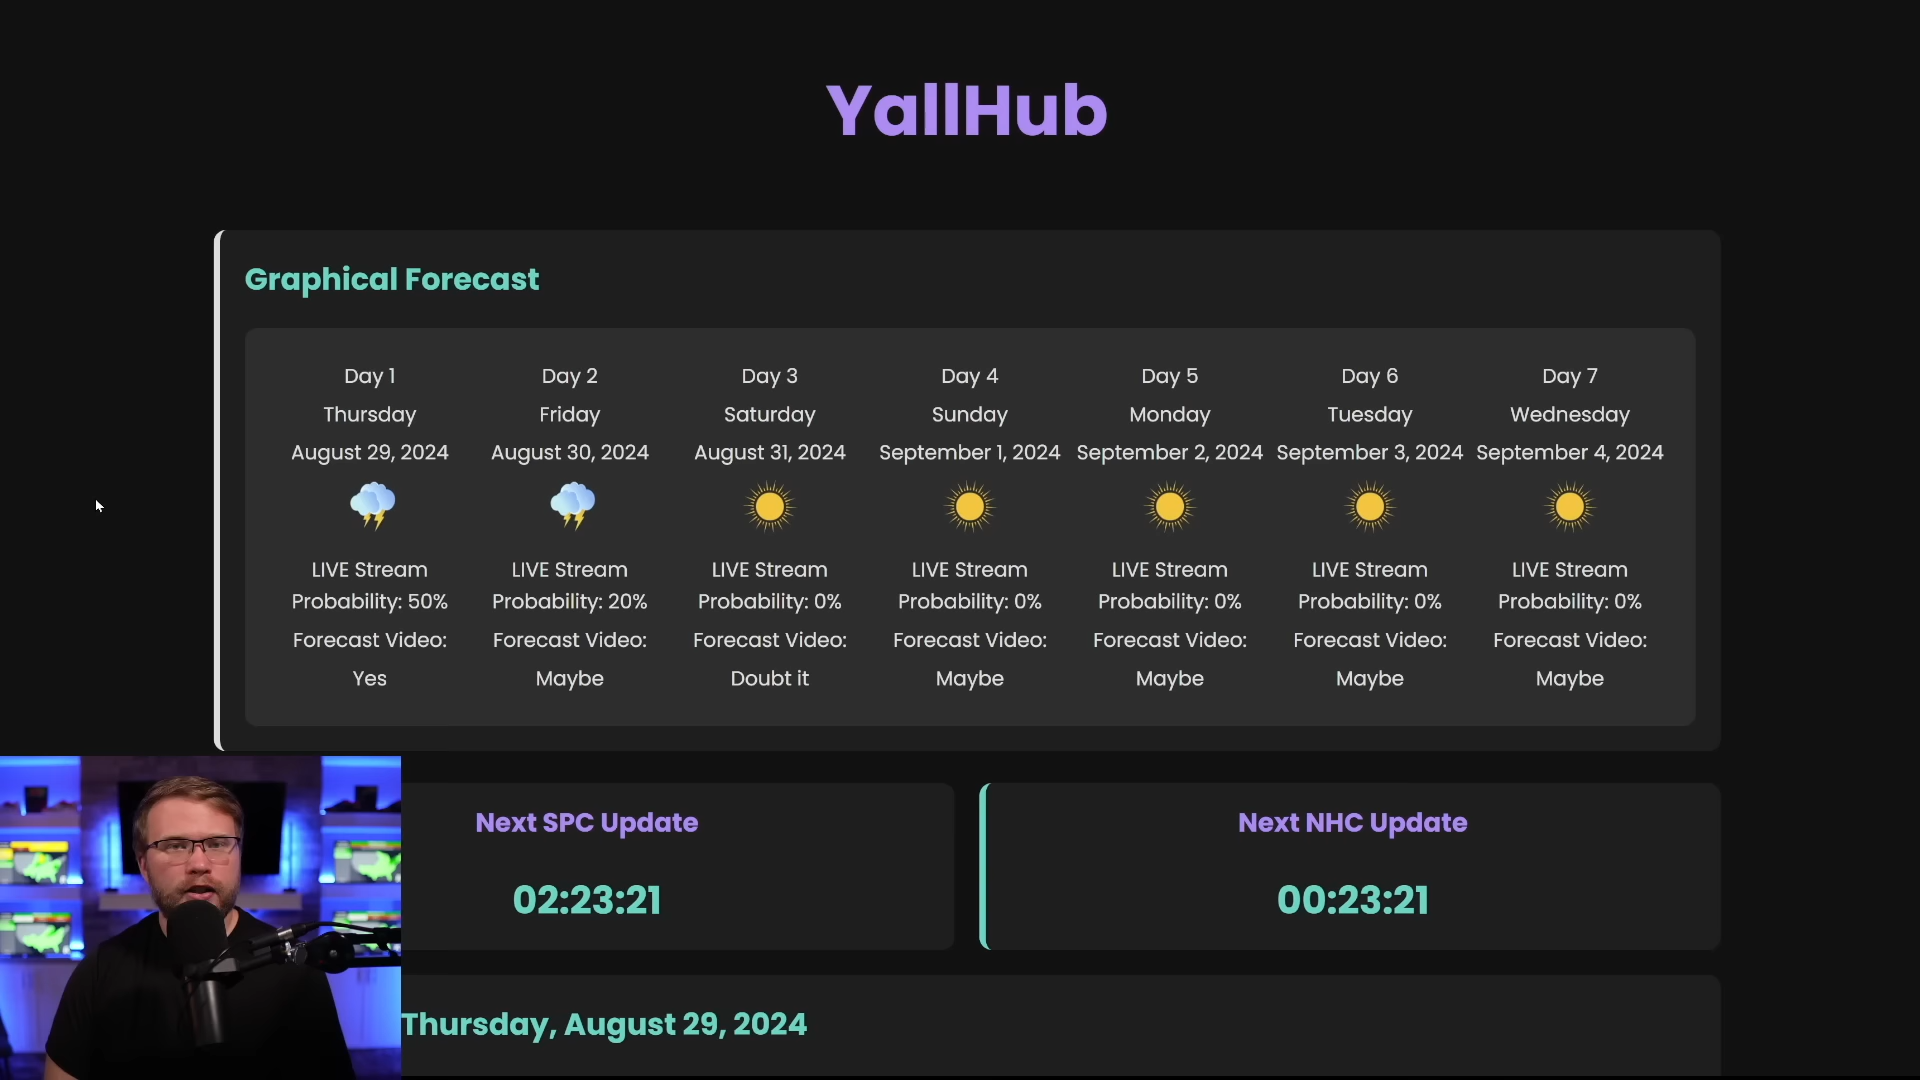 YallHub
Graphical Forecast
Day 1
Thursday
August 29, 2024
LIVE Stream
Probability: 50%
Forecast Video:
Yes
Day 2
Friday
August 30, 2024
LIVE Stream
Probability: 20%
Forecast Video:
Maybe
Day 3
Saturday
August 31, 2024
LIVE Stream
Probability: 0%
Forecast Video:
Doubt it
Day 4
Sunday
September 1, 2024
LIVE Stream
Probability: 0%
Forecast Video:
Maybe
Day 5
Monday
September 2, 2024
LIVE Stream
Probability: 0%
Forecast Video:
Maybe
Day 6
Tuesday
September 3, 2024
LIVE Stream
Probability: 0%
Forecast Video:
Maybe
Day 7
Wednesday
September 4, 2024
LIVE Stream
Probability: 0%
Forecast Video:
Maybe
Next SPC Update
02:23:21
Next NHC Update
00:23:21
Thursday, August 29, 2024